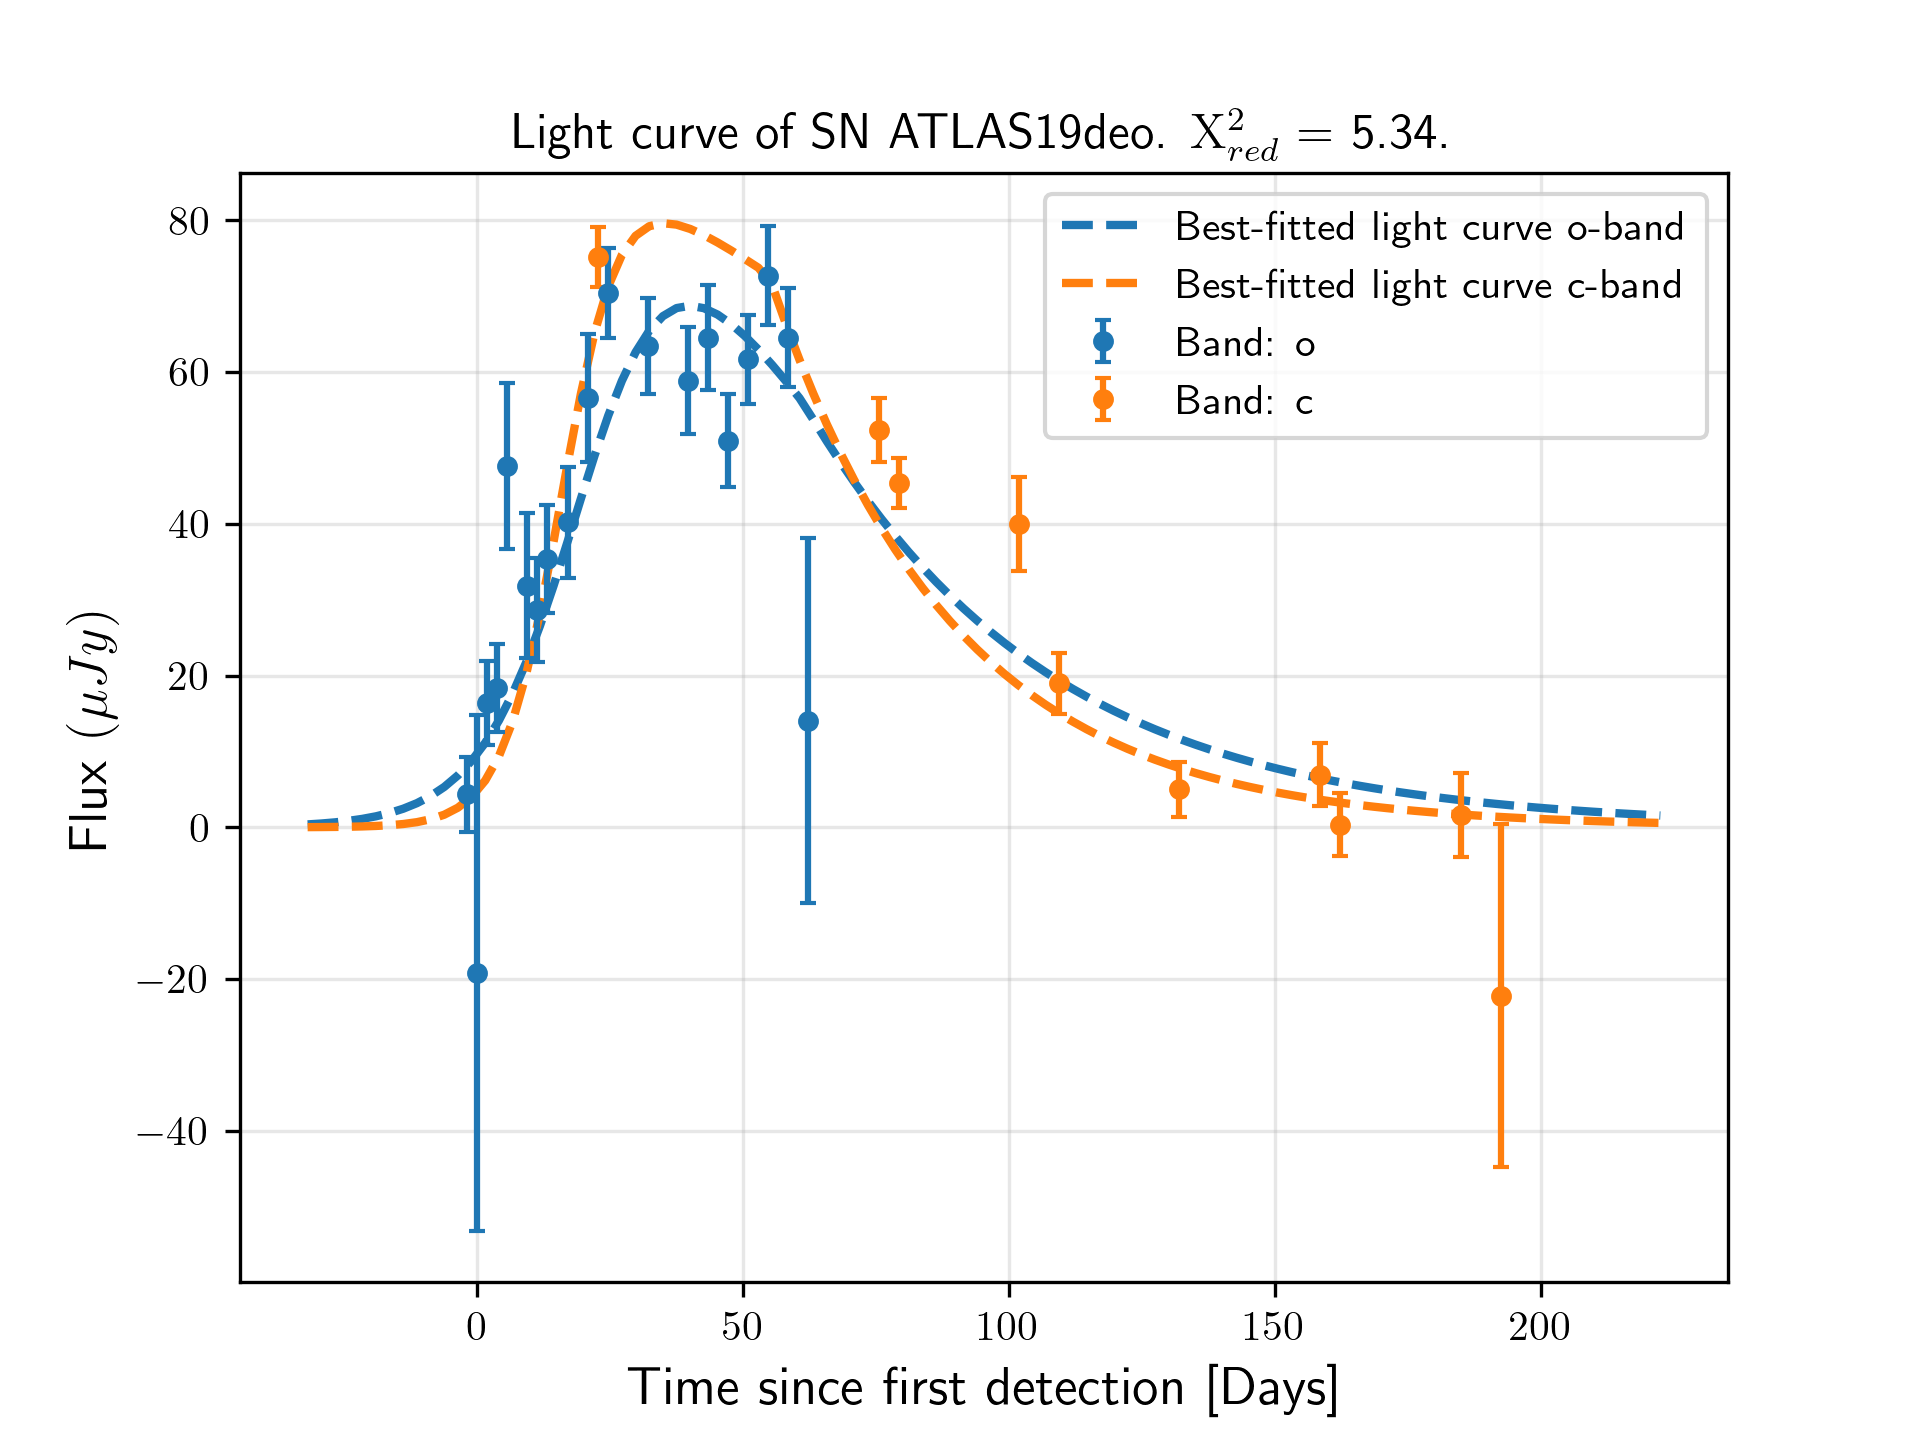 Light curve of SN ATLAS19deo. X²_red = 5.34.
Best-fitted light curve o-band
Best-fitted light curve c-band
Band: o
Band: c
80
60
40
20
0
−20
−40
Flux (μJy)
0 50 100 150 200
Time since first detection [Days]